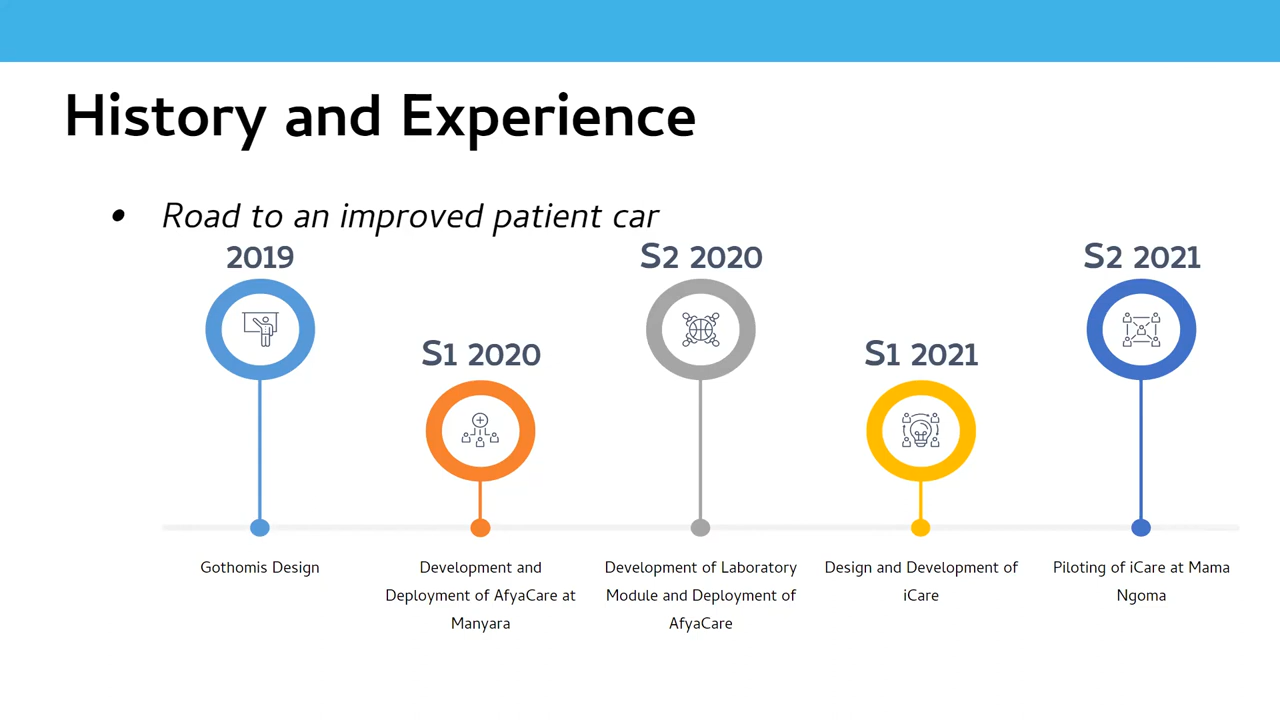 History and Experience
• Road to an improved patient car
2019
Gothomis Design
S1 2020
Development and
Deployment of AfyaCare at
Manyara
S2 2020
Development of Laboratory
Module and Deployment of
AfyaCare
S1 2021
Design and Development of
iCare
S2 2021
Piloting of iCare at Mama
Ngoma